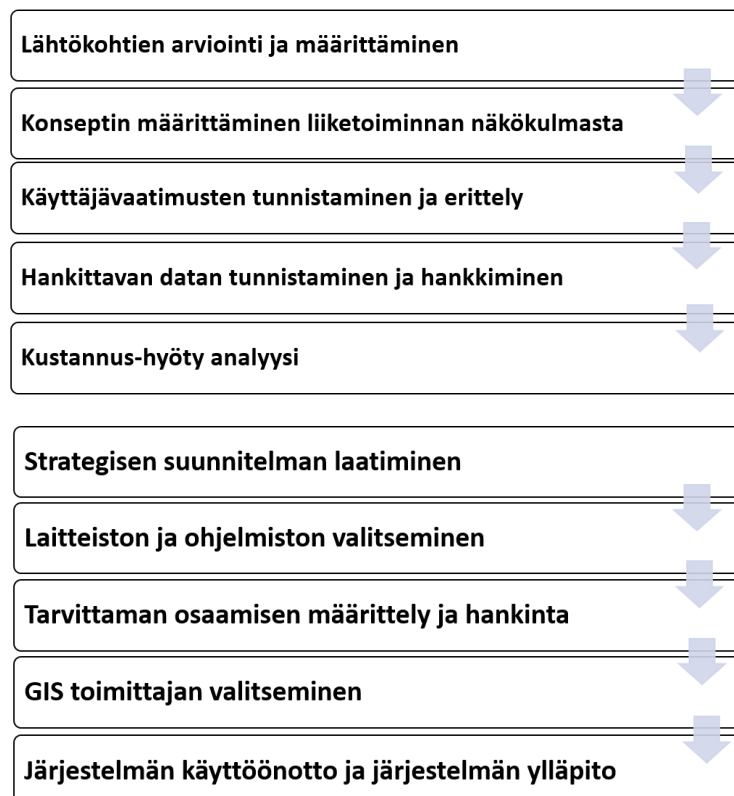 Lähtökohtien arviointi ja määrittäminen
Konseptin määrittäminen liiketoiminnan näkökulmasta
Käyttäjävaatimusten tunnistaminen ja erittely
Hankittavan datan tunnistaminen ja hankkiminen
Kustannus-hyöty analyysi
Strategisen suunnitelman laatiminen
Laitteiston ja ohjelmiston valitseminen
Tarvittaman osaamisen määrittely ja hankinta
GIS toimittajan valitseminen
Järjestelmän käyttöönotto ja järjestelmän ylläpito